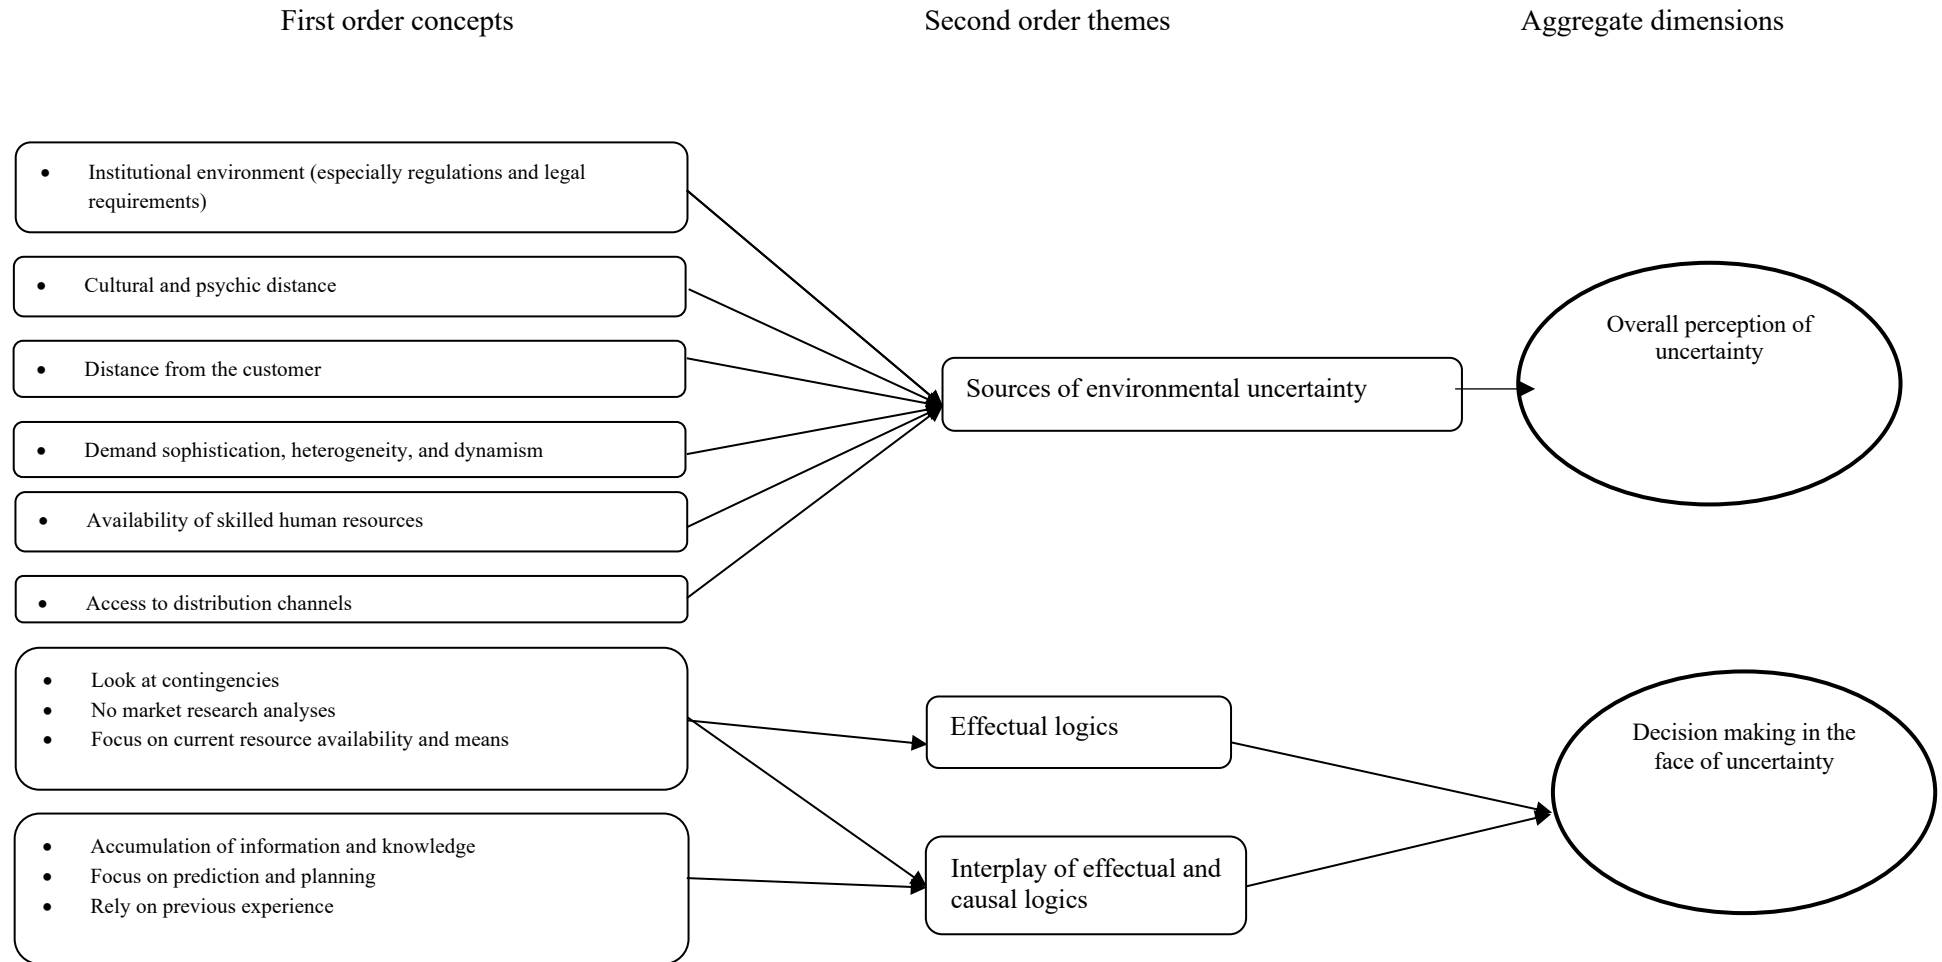 First order concepts
Second order themes
Aggregate dimensions
• Institutional environment (especially regulations and legal
requirements)
• Cultural and psychic distance
• Distance from the customer
• Demand sophistication, heterogeneity, and dynamism
• Availability of skilled human resources
• Access to distribution channels
• Look at contingencies
• No market research analyses
• Focus on current resource availability and means
• Accumulation of information and knowledge
• Focus on prediction and planning
• Rely on previous experience
Sources of environmental uncertainty
Effectual logics
Interplay of effectual and
causal logics
Overall perception of
uncertainty
Decision making in the
face of uncertainty